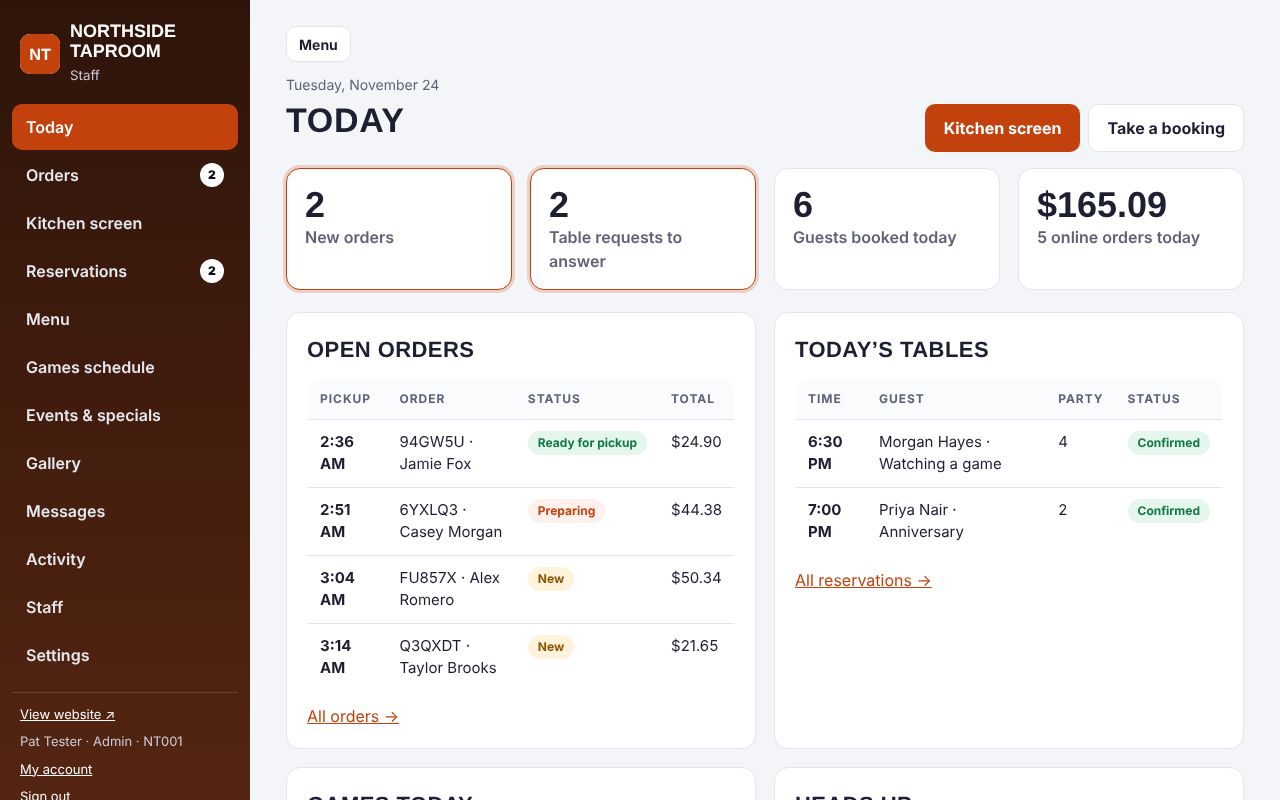 NT
NORTHSIDE
TAPROOM
Staff
Today
Orders 2
Kitchen screen
Reservations 2
Menu
Games schedule
Events & specials
Gallery
Messages
Activity
Staff
Settings
View website ↗
Pat Tester · Admin · NT001
My account
Sign out
Menu
Tuesday, November 24
TODAY
Kitchen screen
Take a booking
2
New orders
2
Table requests to
answer
6
Guests booked today
$165.09
5 online orders today
OPEN ORDERS
PICKUP ORDER STATUS TOTAL
2:36 94GW5U · Ready for pickup $24.90
AM Jamie Fox
2:51 6YXLQ3 · Preparing $44.38
AM Casey Morgan
3:04 FU857X · Alex New $50.34
AM Romero
3:14 Q3QXDT · New $21.65
AM Taylor Brooks
All orders →
TODAY’S TABLES
TIME GUEST PARTY STATUS
6:30 Morgan Hayes · 4 Confirmed
PM Watching a game
7:00 Priya Nair · 2 Confirmed
PM Anniversary
All reservations →
GAMES TODAY
HEADS UP